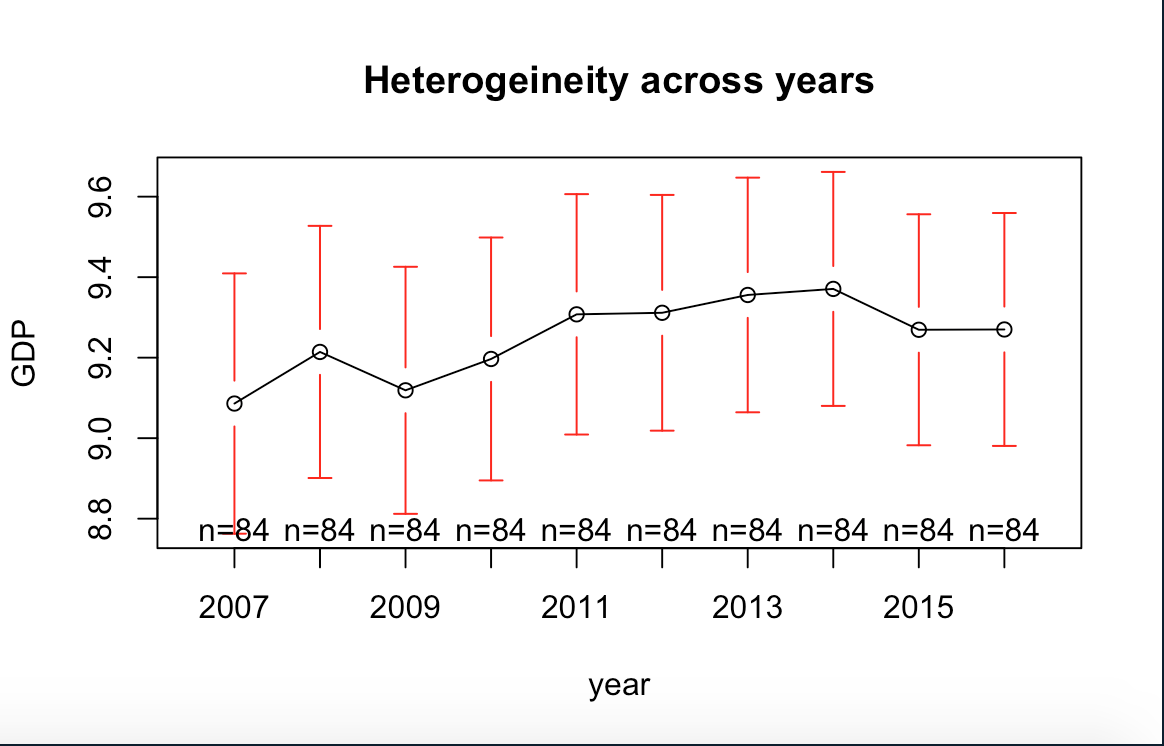 Heterogeineity across years
GDP
9.6
9.4
9.2
9.0
8.8
n=84 n=84 n=84 n=84 n=84 n=84 n=84 n=84 n=84 n=84
2007 2009 2011 2013 2015
year